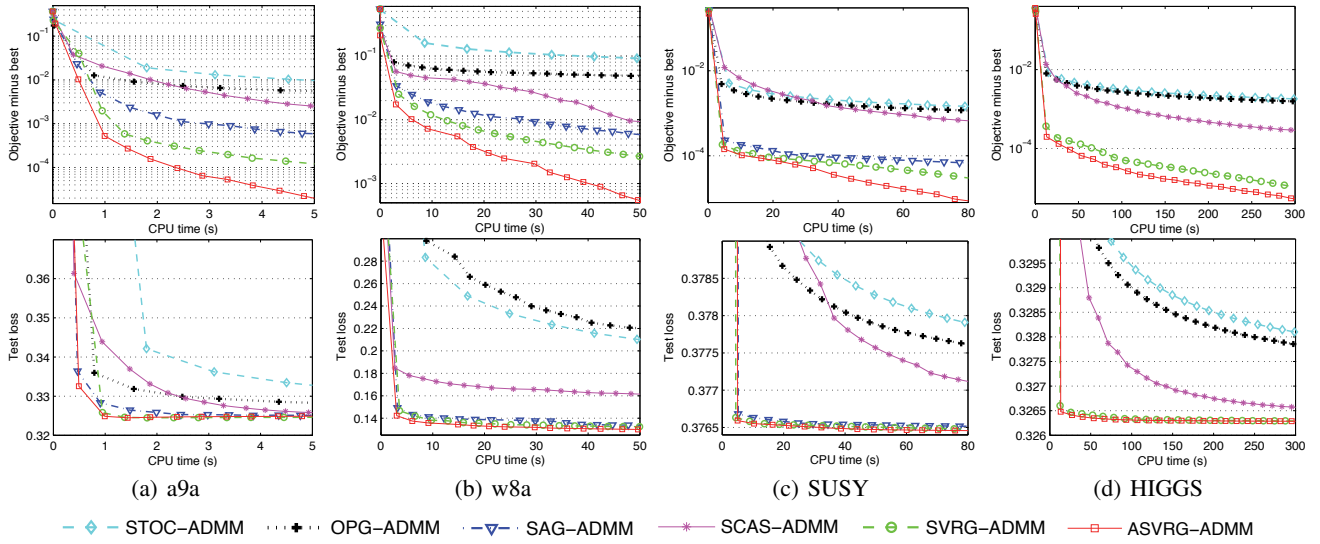 Objective minus best
10^-1
10^-2
10^-3
10^-4
0 1 2 3 4 5
CPU time (s)
Objective minus best
10^-1
10^-2
10^-3
0 10 20 30 40 50
CPU time (s)
Objective minus best
10^-2
10^-4
0 20 40 60 80
CPU time (s)
Objective minus best
10^-2
10^-4
0 50 100 150 200 250 300
CPU time (s)
Test loss
0.36
0.35
0.34
0.33
0.32
0 1 2 3 4 5
CPU time (s)
Test loss
0.28
0.26
0.24
0.22
0.2
0.18
0.16
0.14
0 10 20 30 40 50
CPU time (s)
Test loss
0.3785
0.378
0.3775
0.377
0.3765
0 20 40 60 80
CPU time (s)
Test loss
0.3295
0.329
0.3285
0.328
0.3275
0.327
0.3265
0.326
0 50 100 150 200 250 300
CPU time (s)
(a) a9a
(b) w8a
(c) SUSY
(d) HIGGS
STOC-ADMM OPG-ADMM SAG-ADMM SCAS-ADMM SVRG-ADMM ASVRG-ADMM